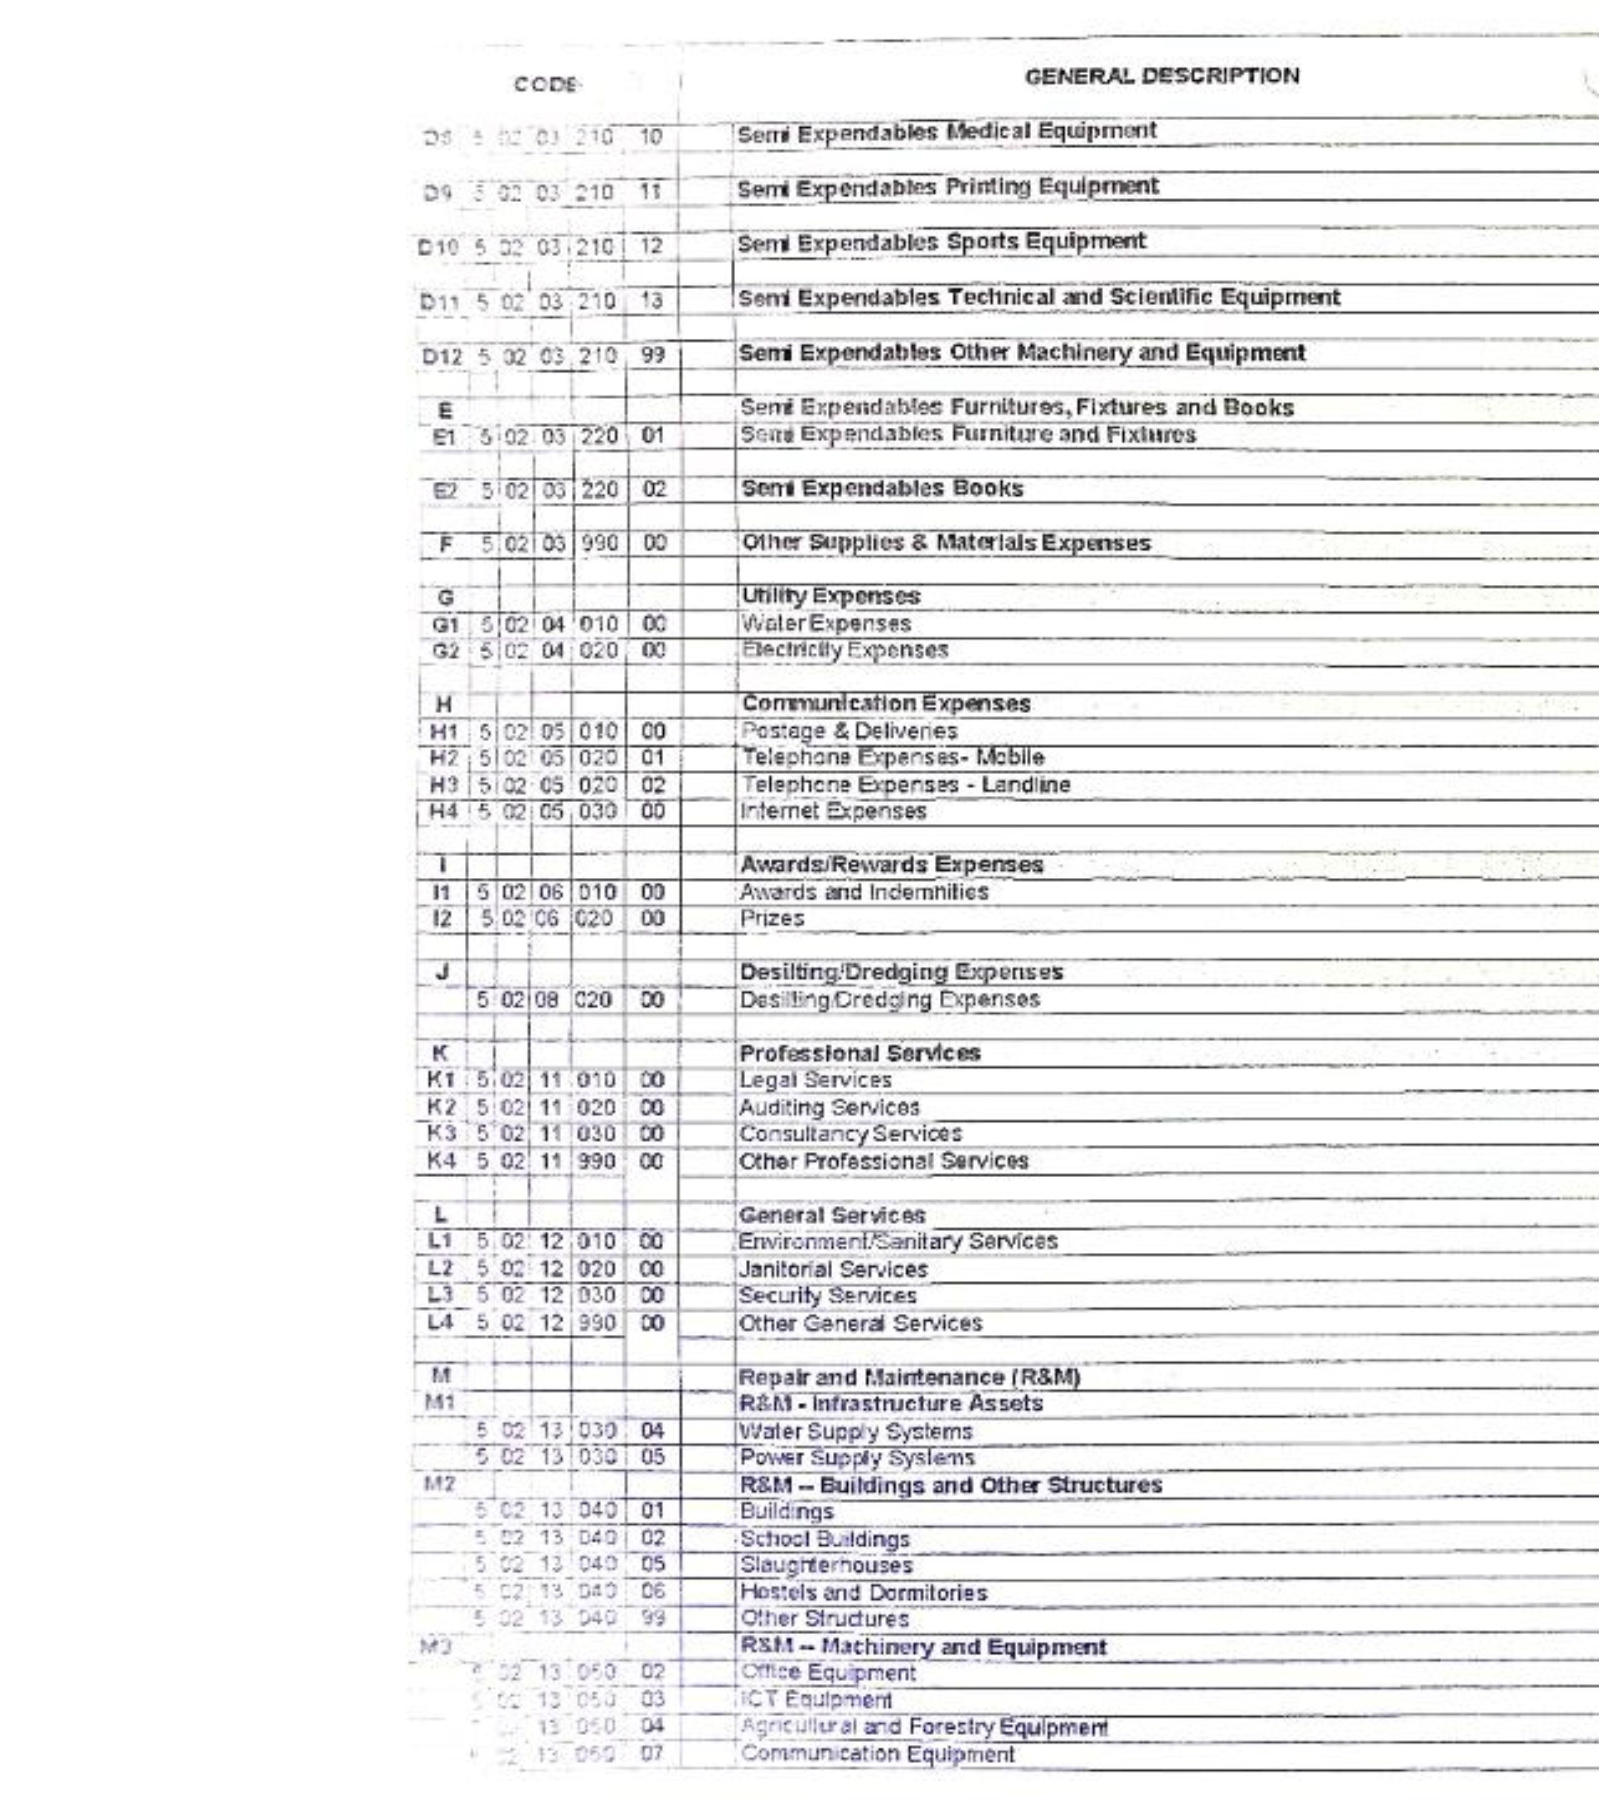 CODE GENERAL DESCRIPTION
D8 5 02 03 210 10 Semi Expendables Medical Equipment
D9 5 02 03 210 11 Semi Expendables Printing Equipment
D10 5 02 03 210 12 Semi Expendables Sports Equipment
D11 5 02 03 210 13 Semi Expendables Technical and Scientific Equipment
D12 5 02 03 210 99 Semi Expendables Other Machinery and Equipment
E Semi Expendables Furnitures, Fixtures and Books
E1 5 02 03 220 01 Semi Expendables Furniture and Fixtures
E2 5 02 03 220 02 Semi Expendables Books
F 5 02 03 990 00 Other Supplies & Materials Expenses
G Utility Expenses
G1 5 02 04 010 00 Water Expenses
G2 5 02 04 020 00 Electricity Expenses
H Communication Expenses
H1 5 02 05 010 00 Postage & Deliveries
H2 5 02 05 020 01 Telephone Expenses- Mobile
H3 5 02 05 020 02 Telephone Expenses - Landline
H4 5 02 05 030 00 Internet Expenses
I Awards/Rewards Expenses
I1 5 02 06 010 00 Awards and Indemnities
I2 5 02 06 020 00 Prizes
J Desilting/Dredging Expenses
5 02 08 020 00 Desilting/Dredging Expenses
K Professional Services
K1 5 02 11 010 00 Legal Services
K2 5 02 11 020 00 Auditing Services
K3 5 02 11 030 00 Consultancy Services
K4 5 02 11 990 00 Other Professional Services
L General Services
L1 5 02 12 010 00 Environment/Sanitary Services
L2 5 02 12 020 00 Janitorial Services
L3 5 02 12 030 00 Security Services
L4 5 02 12 990 00 Other General Services
M Repair and Maintenance (R&M)
M1 R&M - Infrastructure Assets
5 02 13 030 04 Water Supply Systems
5 02 13 030 05 Power Supply Systems
M2 R&M -- Buildings and Other Structures
5 02 13 040 01 Buildings
5 02 13 040 02 School Buildings
5 02 13 040 05 Slaughterhouses
5 02 13 040 06 Hostels and Dormitories
5 02 13 040 99 Other Structures
M3 R&M -- Machinery and Equipment
02 13 050 02 Office Equipment
02 13 050 03 ICT Equipment
13 050 04 Agricultural and Forestry Equipment
02 13 050 07 Communication Equipment